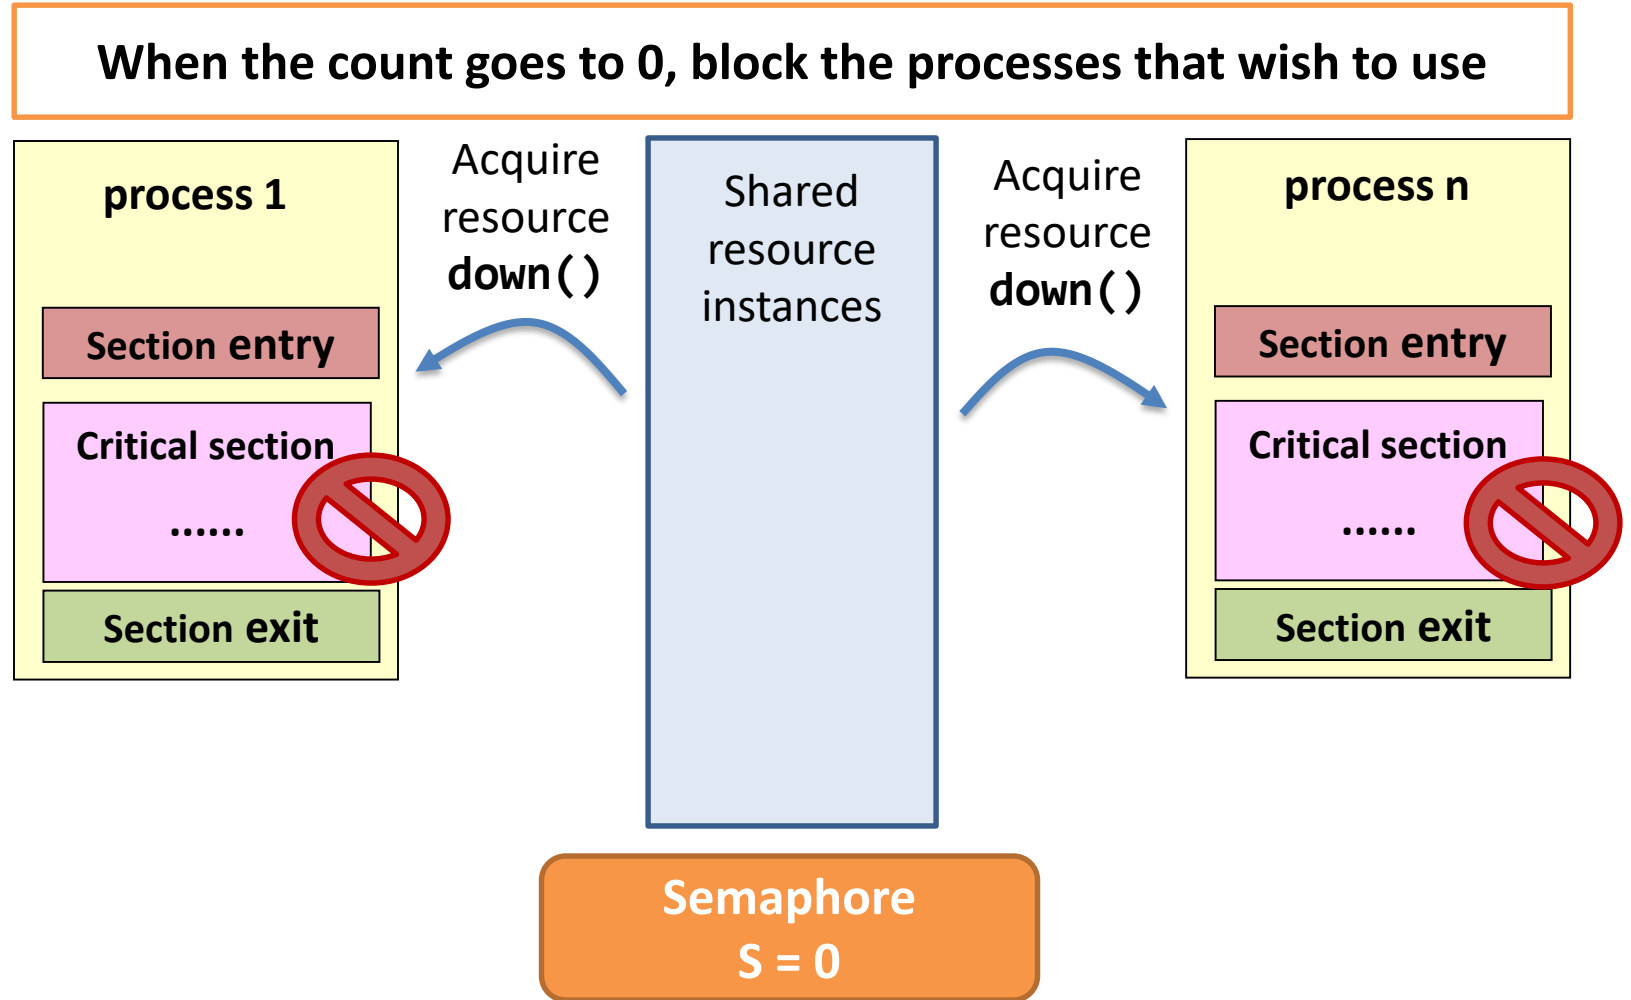 When the count goes to 0, block the processes that wish to use
process 1
Section entry
Critical section
......
Section exit
Acquire
resource
down()
Shared
resource
instances
Acquire
resource
down()
process n
Section entry
Critical section
......
Section exit
Semaphore
S = 0